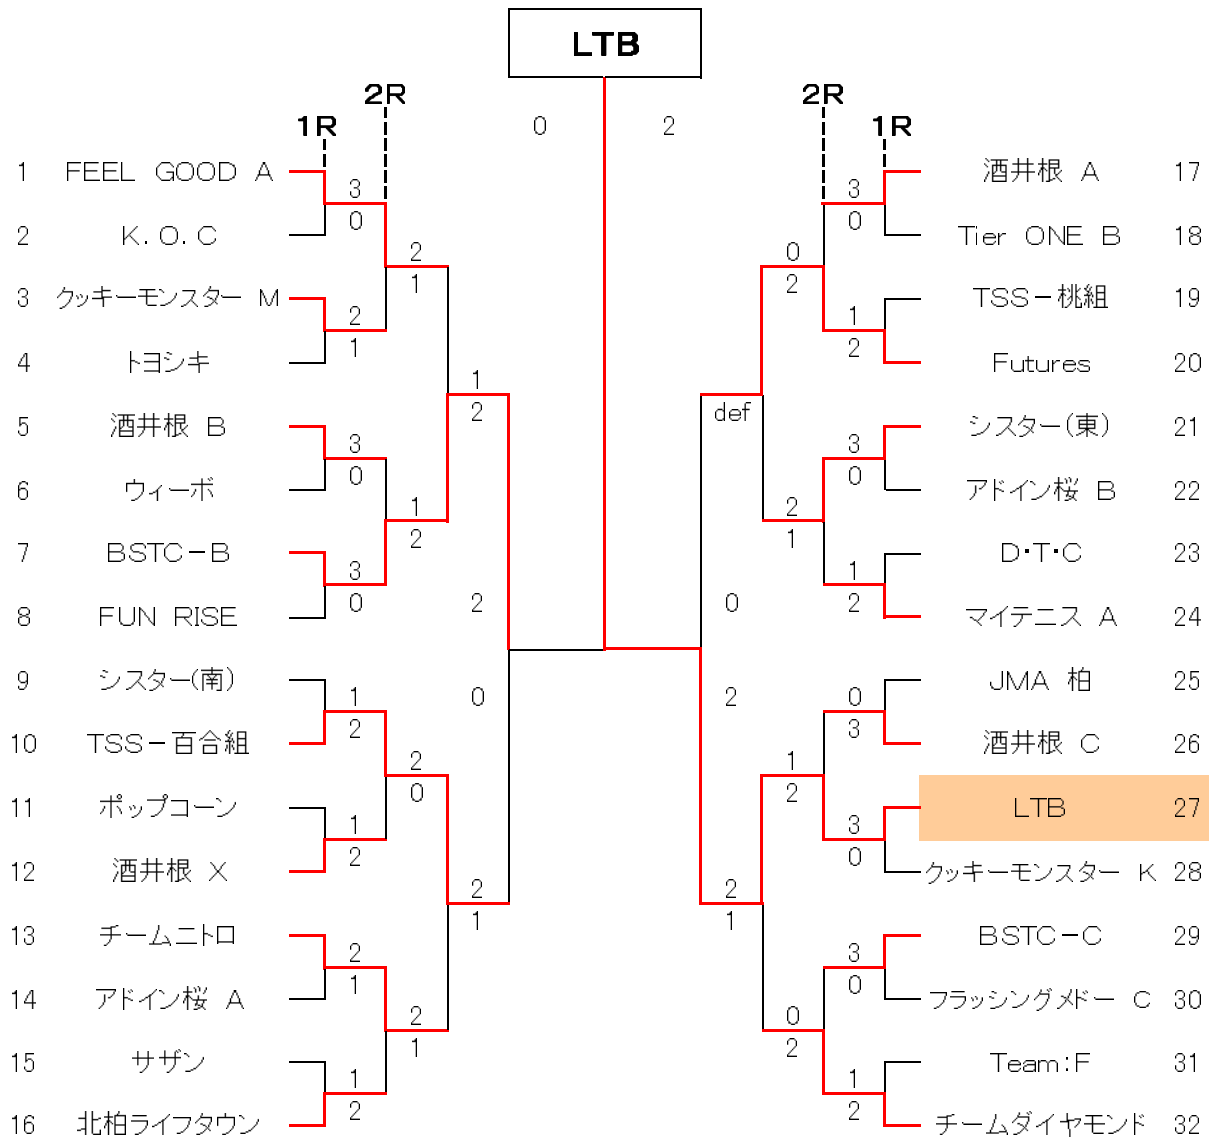 LTB
2R
2R
0
2
1R
1R
1 FEEL GOOD A
3
3
酒井根 A 17
0
0
2 K.O.C
Tier ONE B 18
2
0
1
2
3 クッキーモンスター M
TSS-桃組 19
2
1
1
2
4 トヨシキ
Futures 20
1
2
def
5 酒井根 B
シスター(東) 21
3
3
0
0
6 ウィーボ
アドイン桜 B 22
1
2
2
1
7 BSTC-B
D・T・C 23
3
1
0
2
2
0
8 FUN RISE
マイテニス A 24
9 シスター(南)
JMA 柏 25
1
0
2
0
2
3
10 TSS-百合組
酒井根 C 26
2
1
0
2
11 ポップコーン
LTB 27
1
3
2
0
12 酒井根 X
クッキーモンスター K 28
2
2
1
1
13 チームニトロ
BSTC-C 29
2
3
1
0
14 アドイン桜 A
フラッシングメドー C 30
2
0
1
2
15 サザン
Team:F 31
1
1
2
2
16 北柏ライフタウン
チームダイヤモンド 32